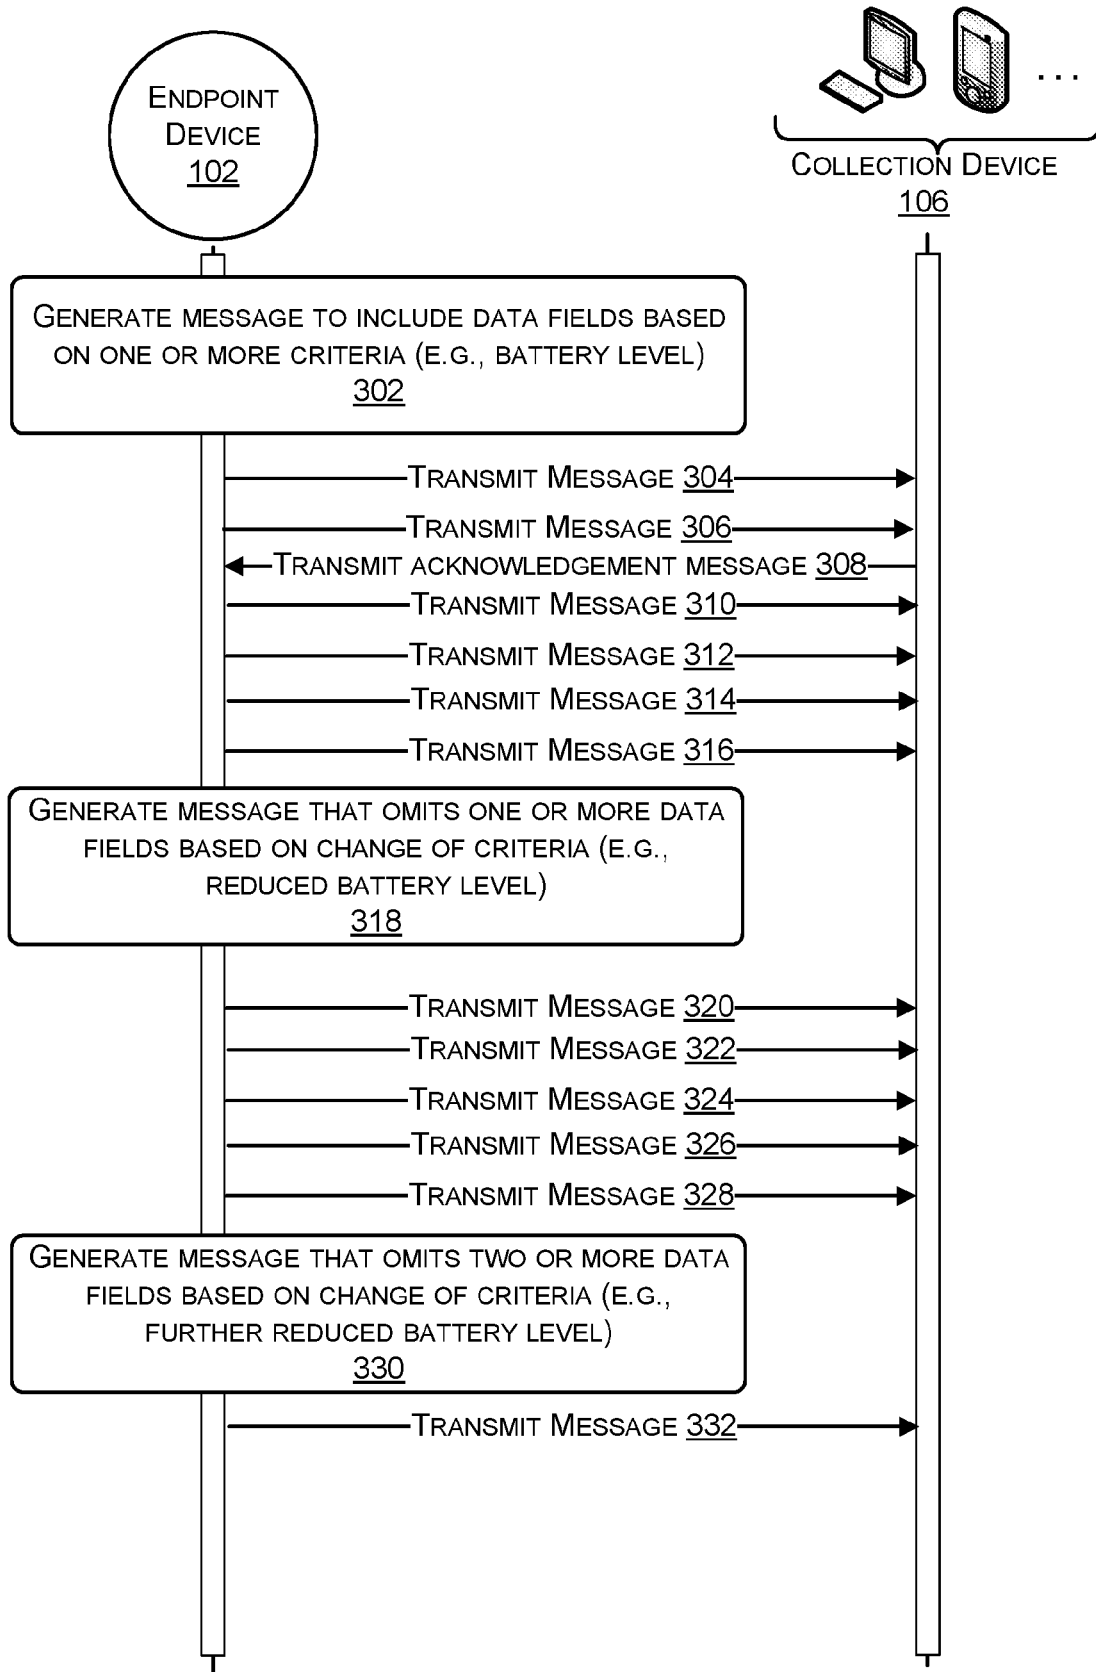 ENDPOINT
DEVICE
102
. . .
COLLECTION DEVICE
106
GENERATE MESSAGE TO INCLUDE DATA FIELDS BASED
ON ONE OR MORE CRITERIA (E.G., BATTERY LEVEL)
302
TRANSMIT MESSAGE 304
TRANSMIT MESSAGE 306
TRANSMIT ACKNOWLEDGEMENT MESSAGE 308
TRANSMIT MESSAGE 310
TRANSMIT MESSAGE 312
TRANSMIT MESSAGE 314
TRANSMIT MESSAGE 316
GENERATE MESSAGE THAT OMITS ONE OR MORE DATA
FIELDS BASED ON CHANGE OF CRITERIA (E.G.,
REDUCED BATTERY LEVEL)
318
TRANSMIT MESSAGE 320
TRANSMIT MESSAGE 322
TRANSMIT MESSAGE 324
TRANSMIT MESSAGE 326
TRANSMIT MESSAGE 328
GENERATE MESSAGE THAT OMITS TWO OR MORE DATA
FIELDS BASED ON CHANGE OF CRITERIA (E.G.,
FURTHER REDUCED BATTERY LEVEL)
330
TRANSMIT MESSAGE 332